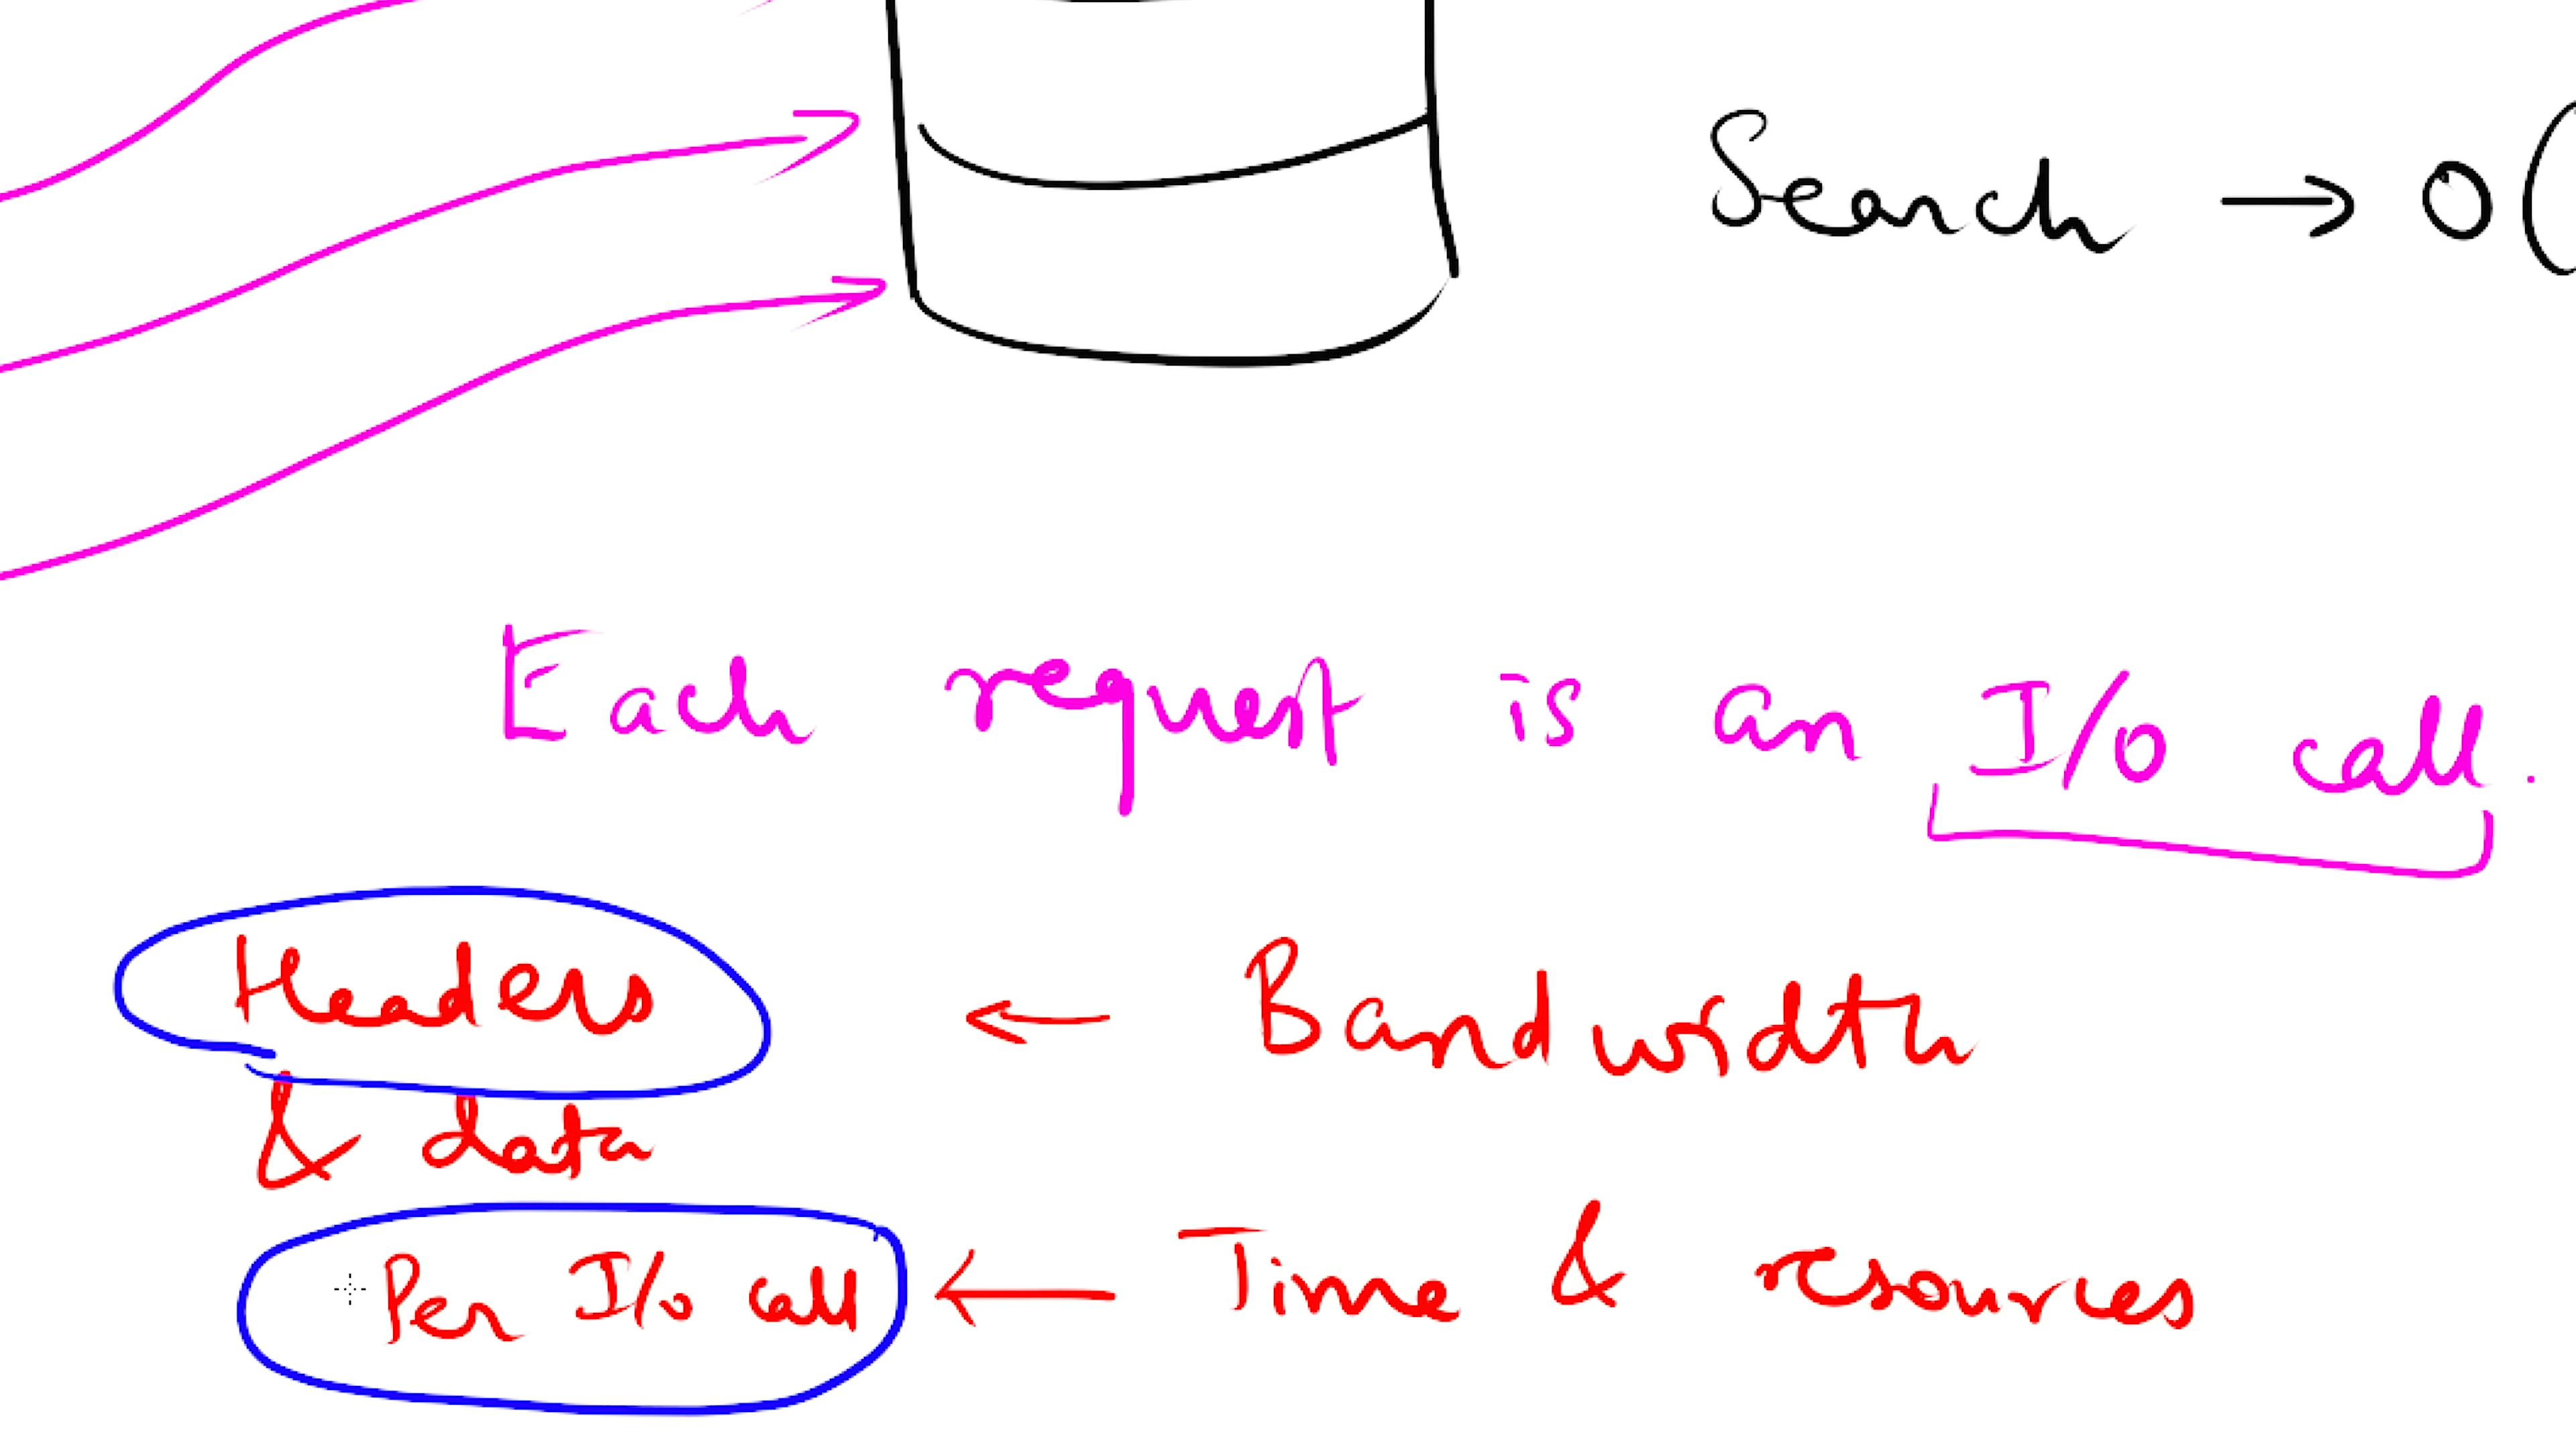 Search → O(
Each request is an I/O call.
Headers ← Bandwidth
& data
Per I/O call ← Time & resources